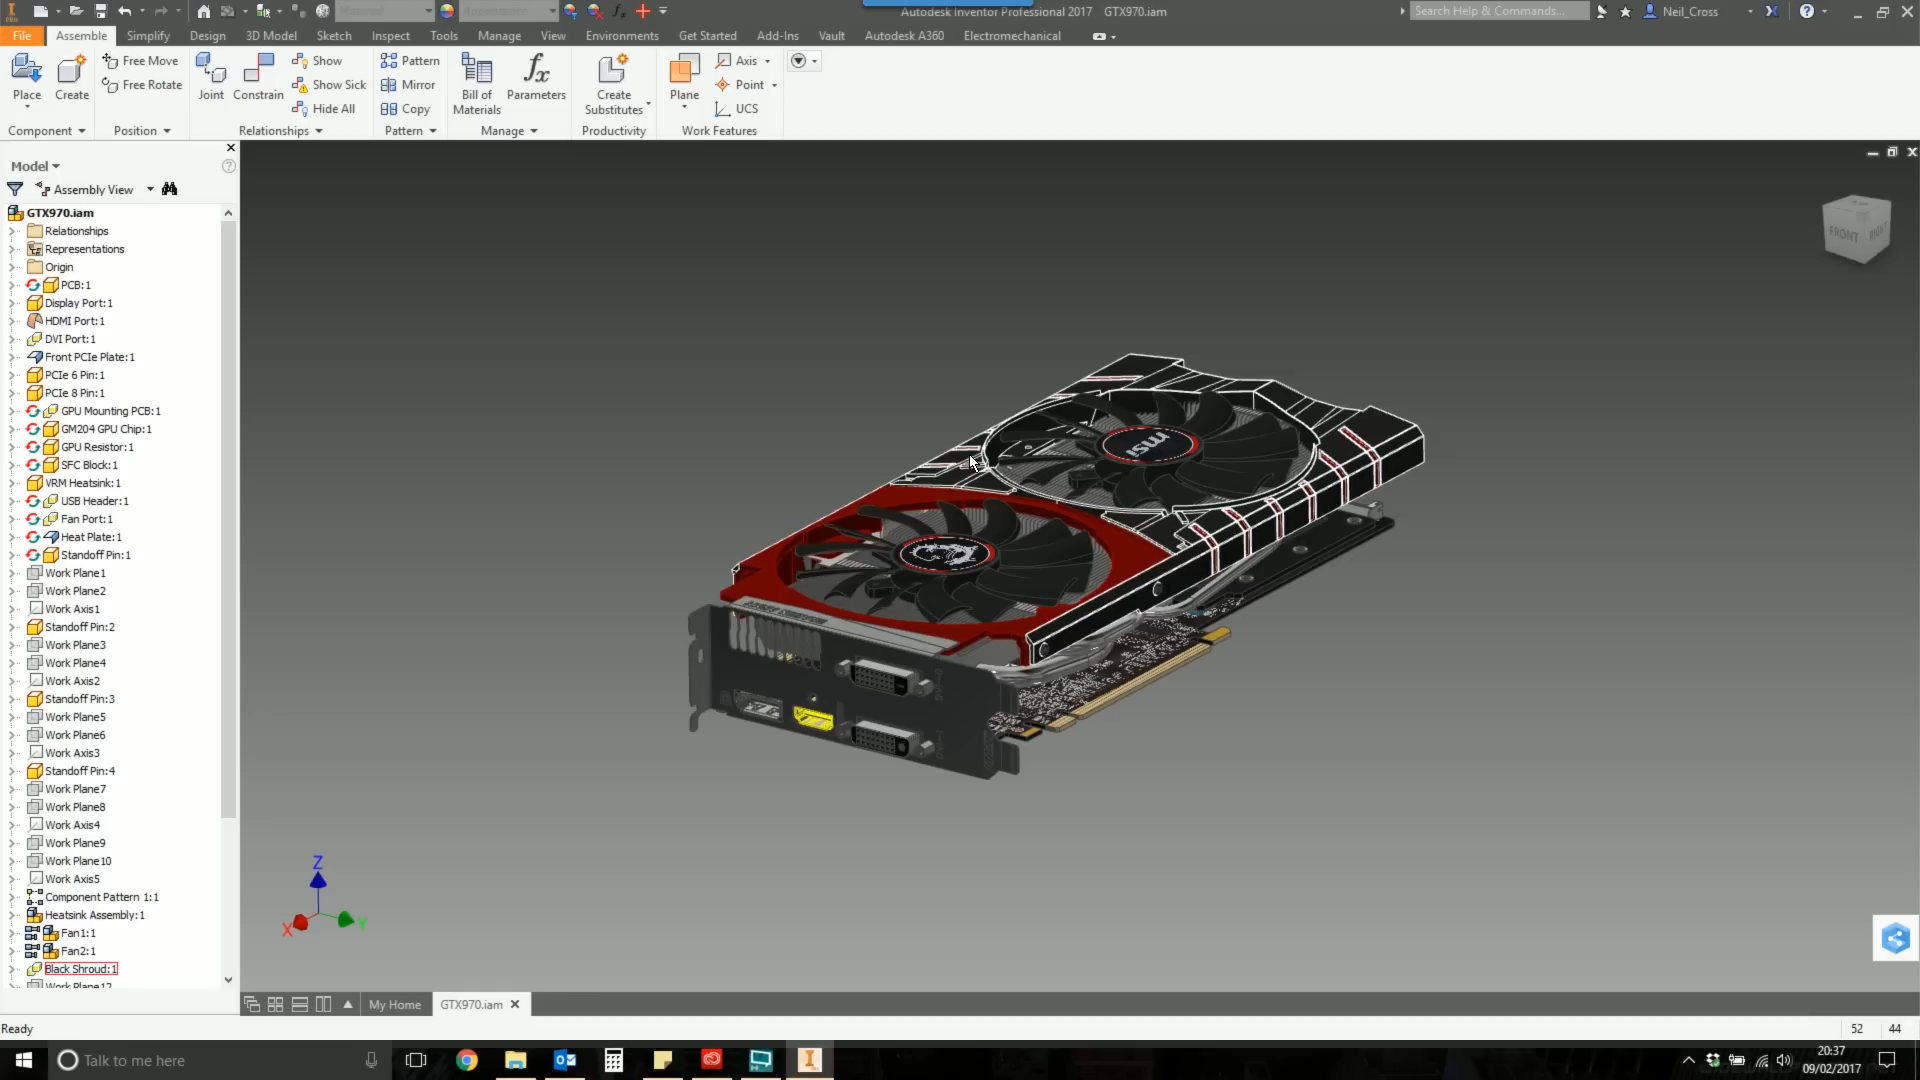 Material
Appearance
Autodesk Inventor Professional 2017 GTX970.iam
Search Help & Commands...
Neil_Cross
File Assemble Simplify Design 3D Model Sketch Inspect Tools Manage View Environments Get Started Add-Ins Vault Autodesk A360 Electromechanical
Place
Component
Create
Free Move
Free Rotate
Position
Joint
Constrain
Show
Show Sick
Hide All
Relationships
Pattern
Mirror
Copy
Pattern
Bill of
Materials
Parameters
Manage
Create
Substitutes
Productivity
Plane
Axis
Point
UCS
Work Features
Model
Assembly View
GTX970.iam
Relationships
Representations
Origin
PCB:1
Display Port:1
HDMI Port:1
DVI Port:1
Front PCIe Plate:1
PCIe 6 Pin:1
PCIe 8 Pin:1
GPU Mounting PCB:1
GM204 GPU Chip:1
GPU Resistor:1
SFC Block:1
VRM Heatsink:1
USB Header:1
Fan Port:1
Heat Plate:1
Standoff Pin:1
Work Plane1
Work Plane2
Work Axis1
Standoff Pin:2
Work Plane3
Work Plane4
Work Axis2
Standoff Pin:3
Work Plane5
Work Plane6
Work Axis3
Standoff Pin:4
Work Plane7
Work Plane8
Work Axis4
Work Plane9
Work Plane10
Work Axis5
Component Pattern 1:1
Heatsink Assembly:1
Fan1:1
Fan2:1
Black Shroud:1
Work Plane12
FRONT RIGHT
msi
Z
X
Y
My Home
GTX970.iam
Ready
52 44
Talk to me here
20:37
09/02/2017